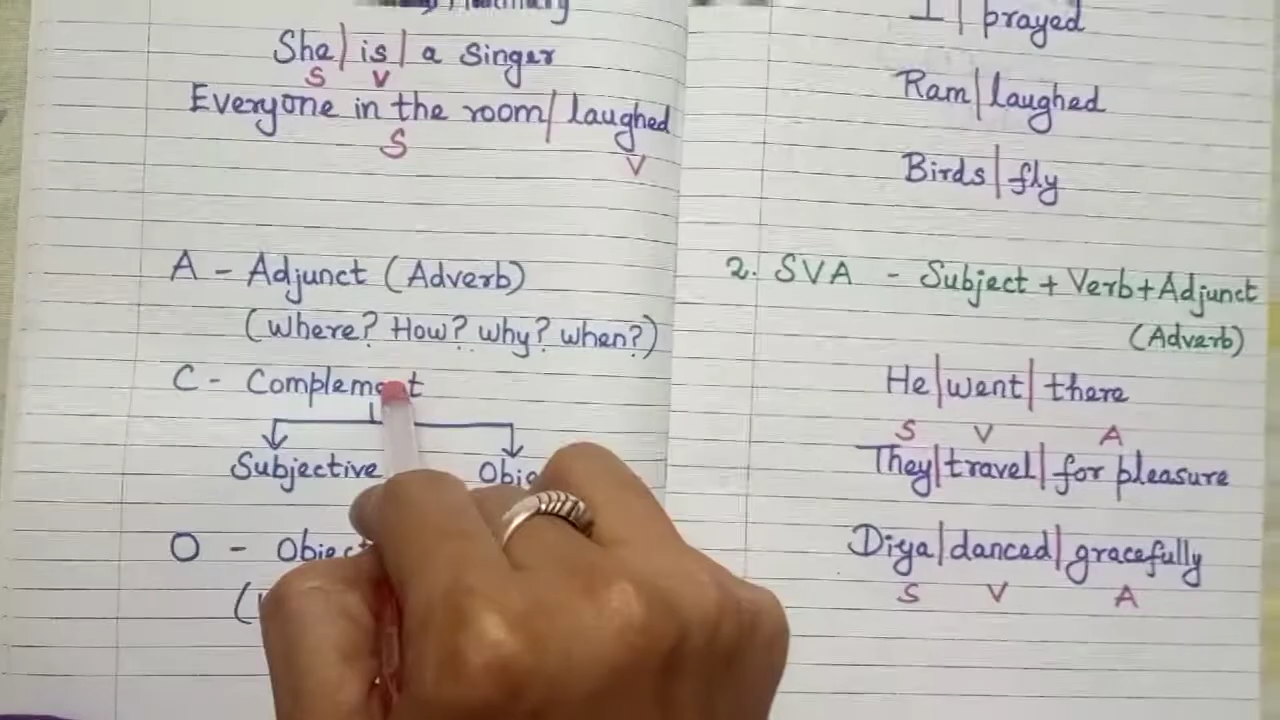 She| is| a singer
S V
Everyone in the room| laughed
S V
A - Adjunct (Adverb)
(Where? How? Why? When?)
C - Complement
Subjective
O -
I | prayed
Ram| laughed
Birds| fly
2. SVA - Subject + Verb+Adjunct
(Adverb)
He|went| there
S V A
They|travel| for pleasure
Diya|danced| gracefully
S V A